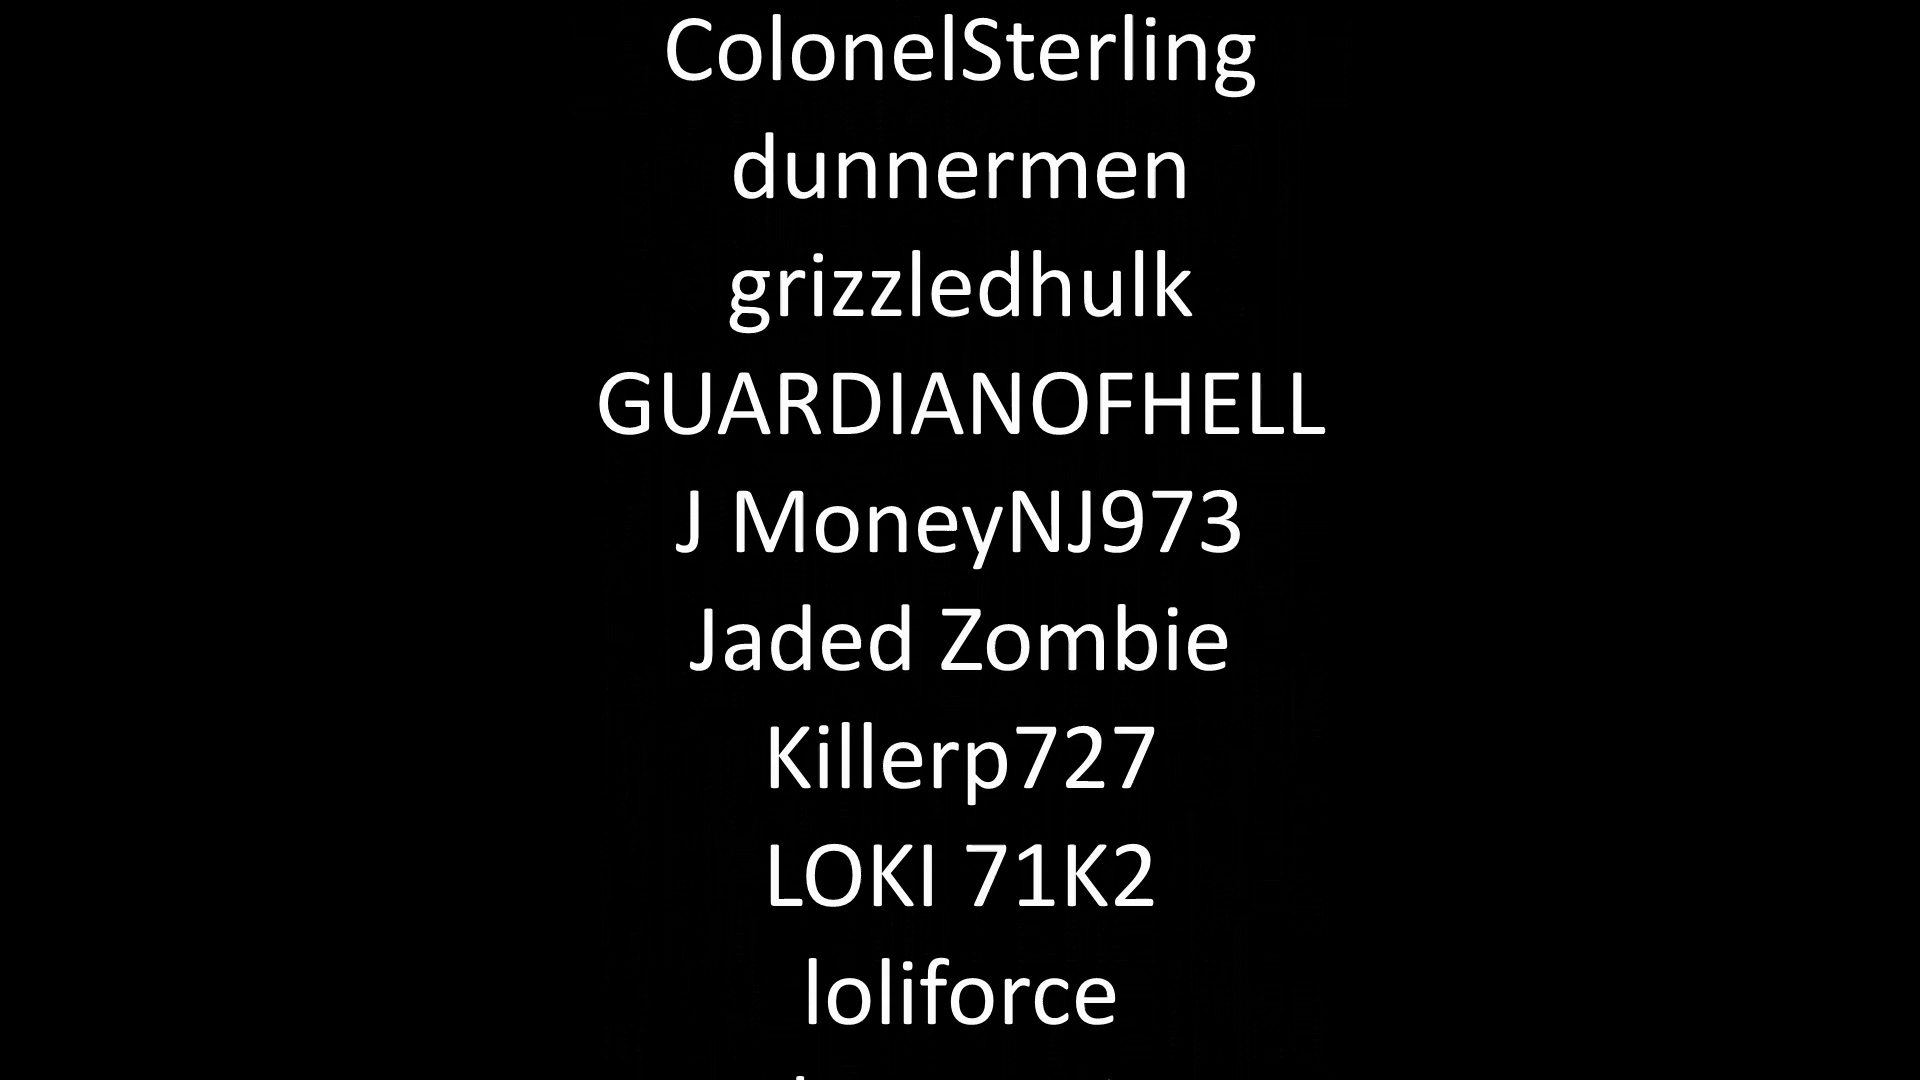 ColonelSterling
dunnermen
grizzledhulk
GUARDIANOFHELL
J MoneyNJ973
Jaded Zombie
Killerp727
LOKI 71K2
loliforce